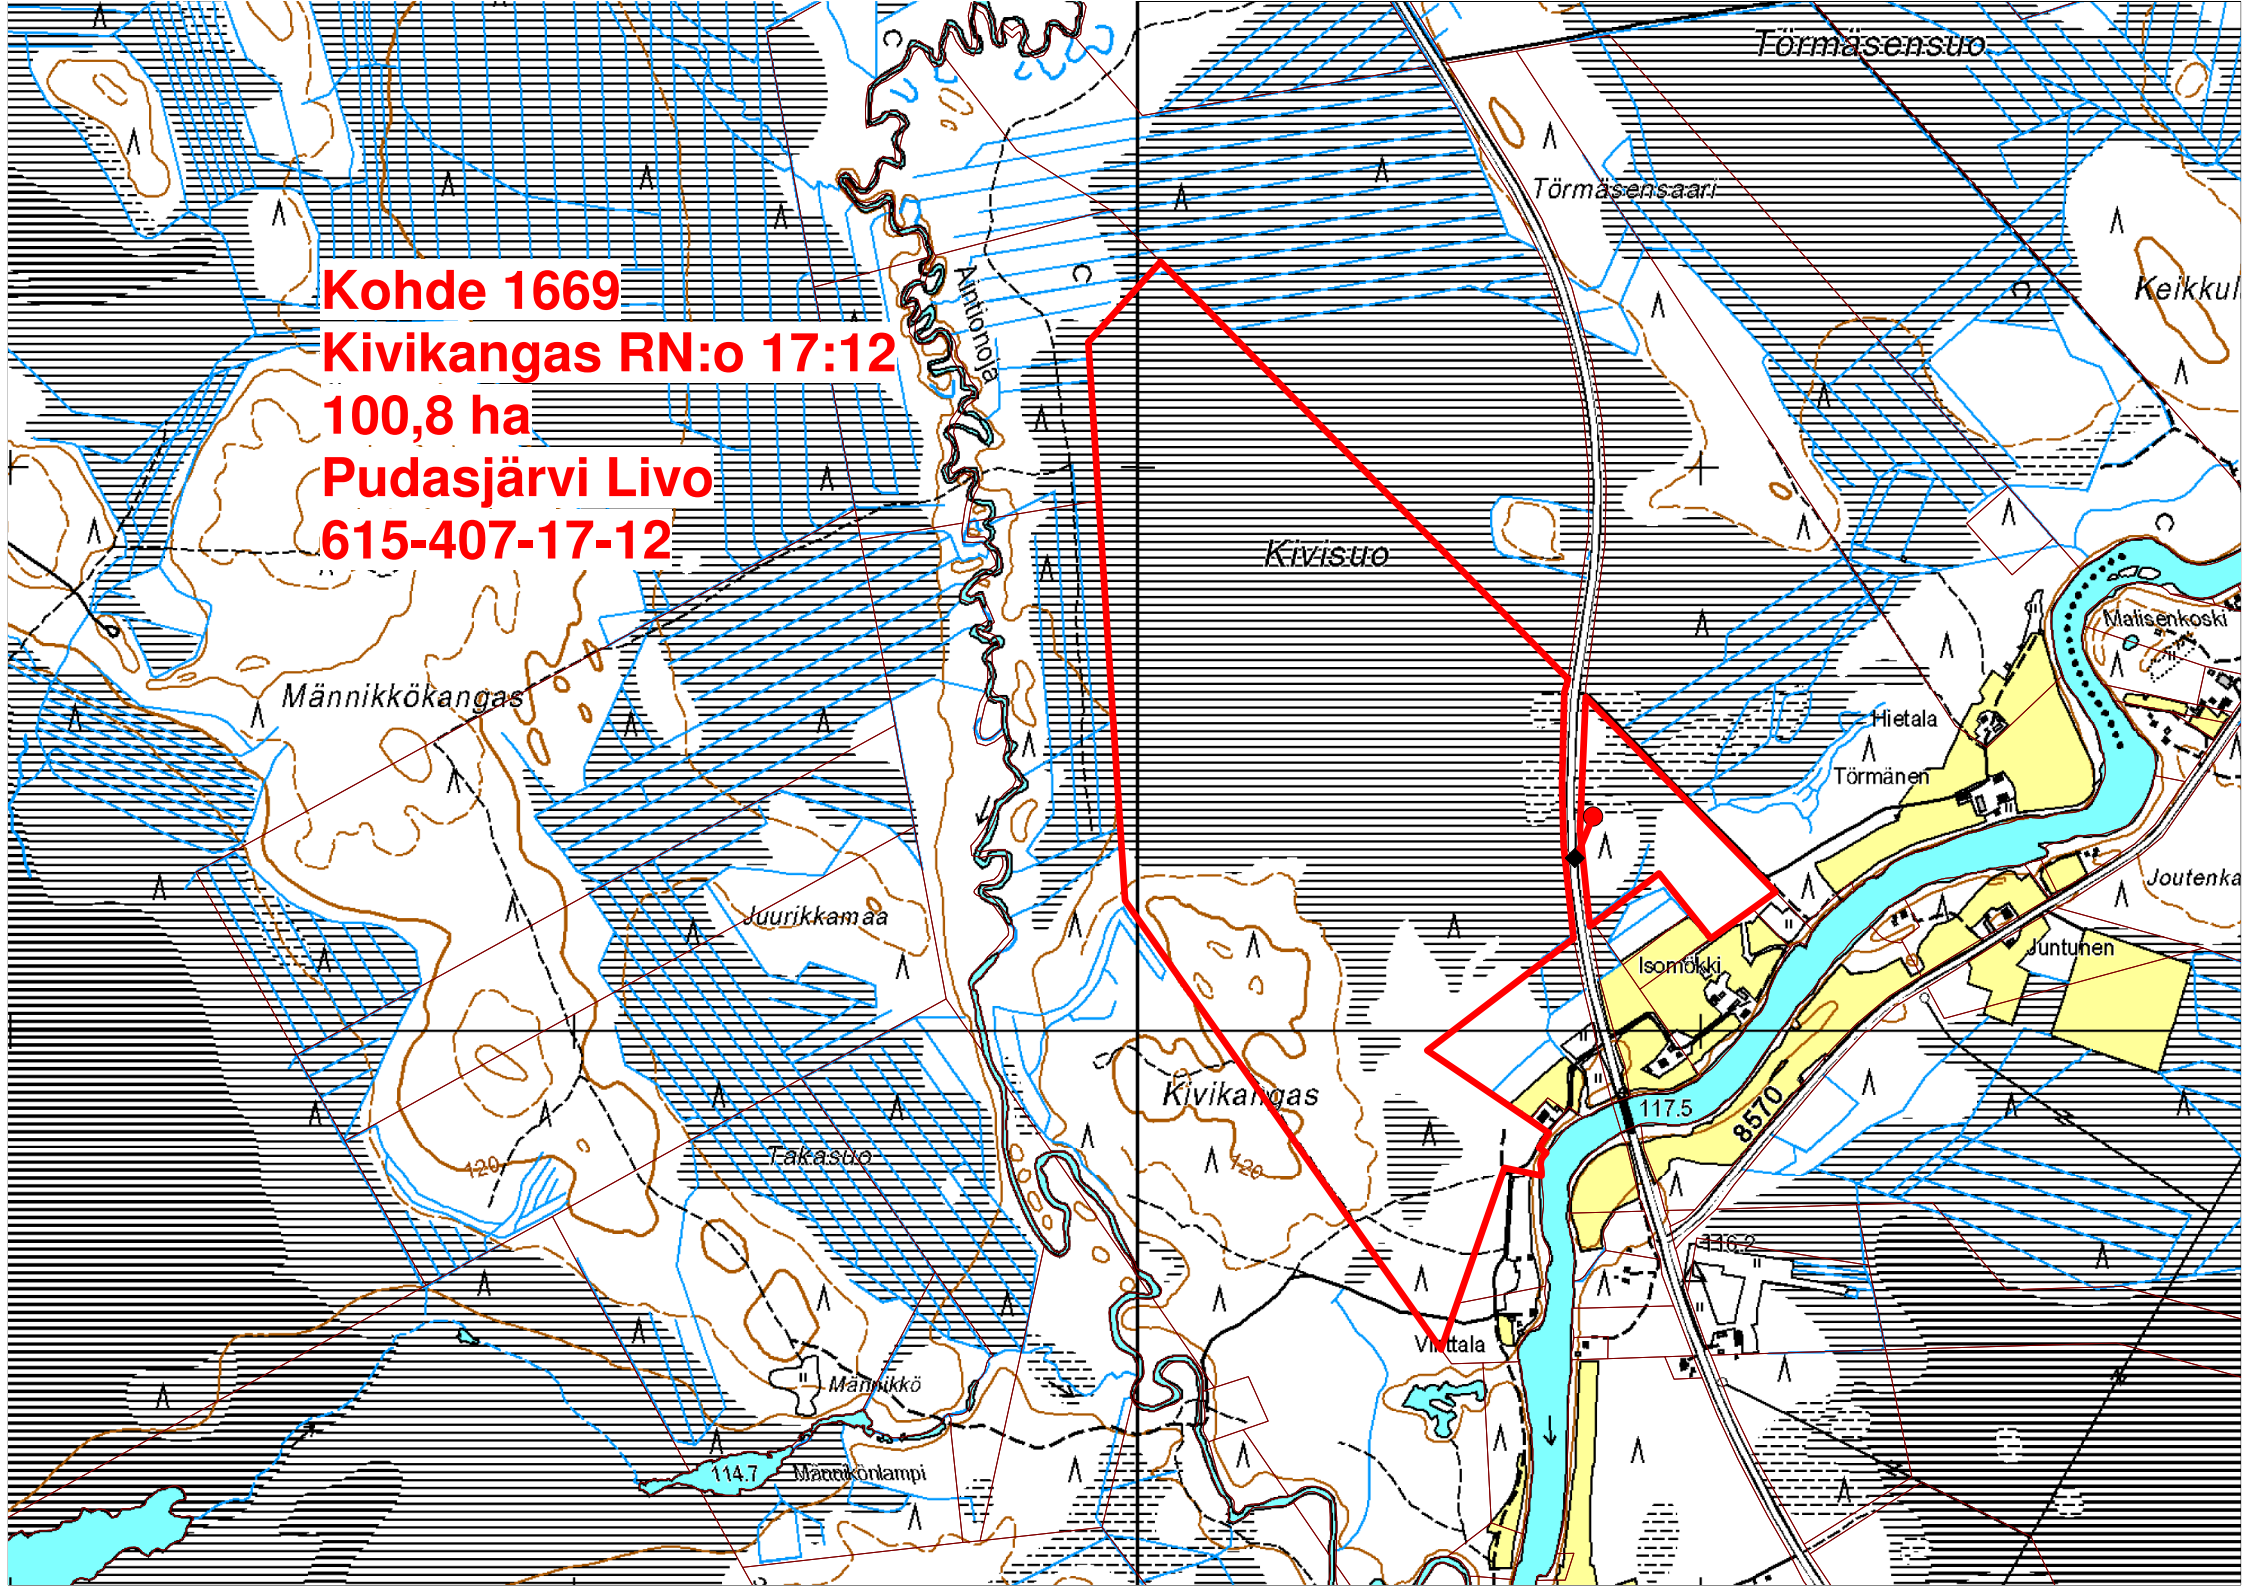 Törmäsensuo
Törmäsensaari
Kohde 1669
Kivikangas RN:o 17:12
100,8 ha
Pudasjärvi Livo
615-407-17-12
Aintionoja
Keikkul
Kivisuo
Malisenkoski
Männikkökangas
Hietala
Törmänen
Juurikkamaa
Joutenka
Isomökki
Juntunen
Kivikangas
117.5
8570
Takasuo
120
120
116.2
Viittala
Männikkö
114.7
Männikönlampi